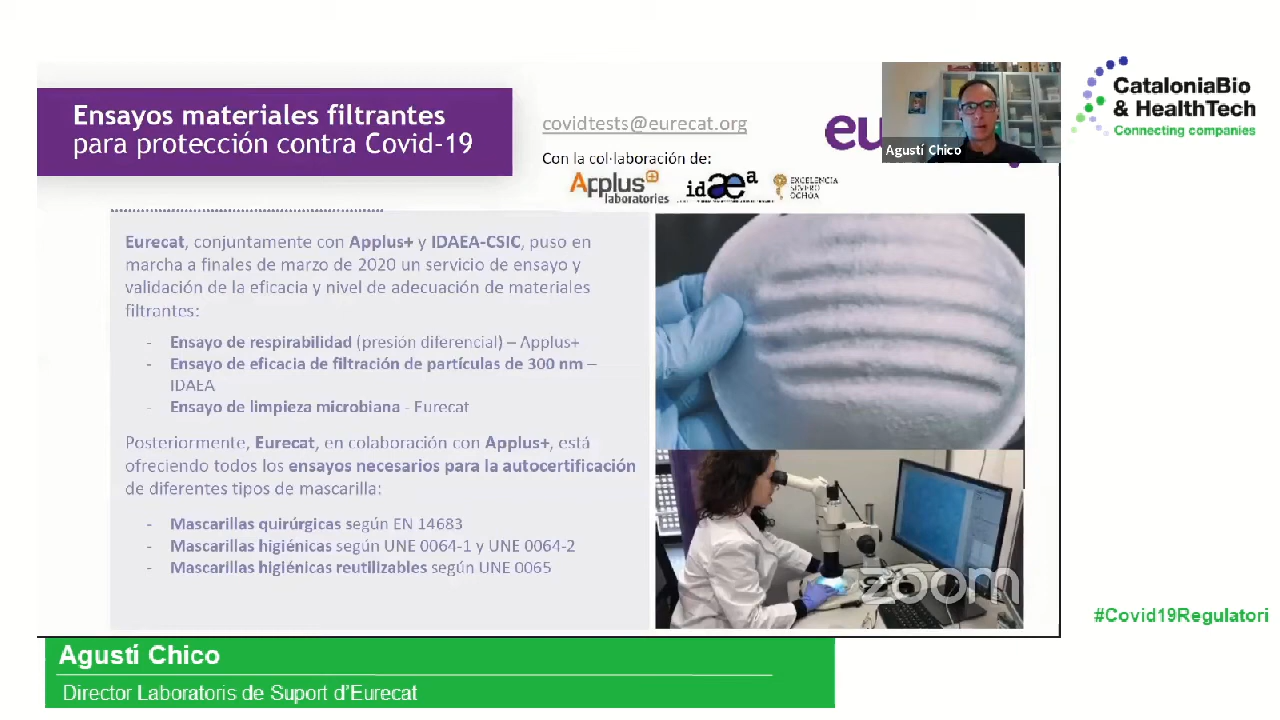 Ensayos materiales filtrantes
para protección contra Covid-19
covidtests@eurecat.org
Con la col·laboración de:
Applus+
laboratories
idaea
EXCELENCIA
SEVERO
OCHOA
eu
Agustí Chico
CataloniaBio
& HealthTech
Connecting companies
Eurecat, conjuntamente con Applus+ y IDAEA-CSIC, puso en
marcha a finales de marzo de 2020 un servicio de ensayo y
validación de la eficacia y nivel de adecuación de materiales
filtrantes:
- Ensayo de respirabilidad (presión diferencial) – Applus+
- Ensayo de eficacia de filtración de partículas de 300 nm –
IDAEA
- Ensayo de limpieza microbiana - Eurecat
Posteriormente, Eurecat, en colaboración con Applus+, está
ofreciendo todos los ensayos necesarios para la autocertificación
de diferentes tipos de mascarilla:
- Mascarillas quirúrgicas según EN 14683
- Mascarillas higiénicas según UNE 0064-1 y UNE 0064-2
- Mascarillas higiénicas reutilizables según UNE 0065
zoom
#Covid19Regulatori
Agustí Chico
Director Laboratoris de Suport d’Eurecat